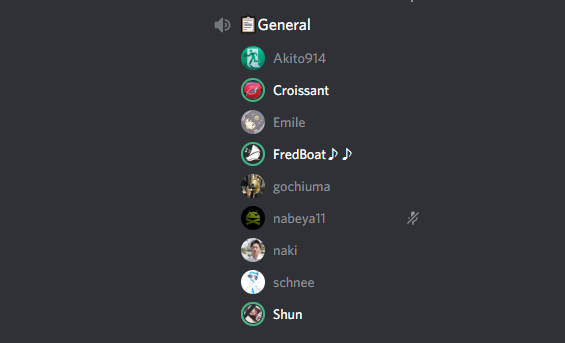 General
Akito914
Croissant
Emile
FredBoat♪♪
gochiuma
nabeya11
naki
schnee
Shun